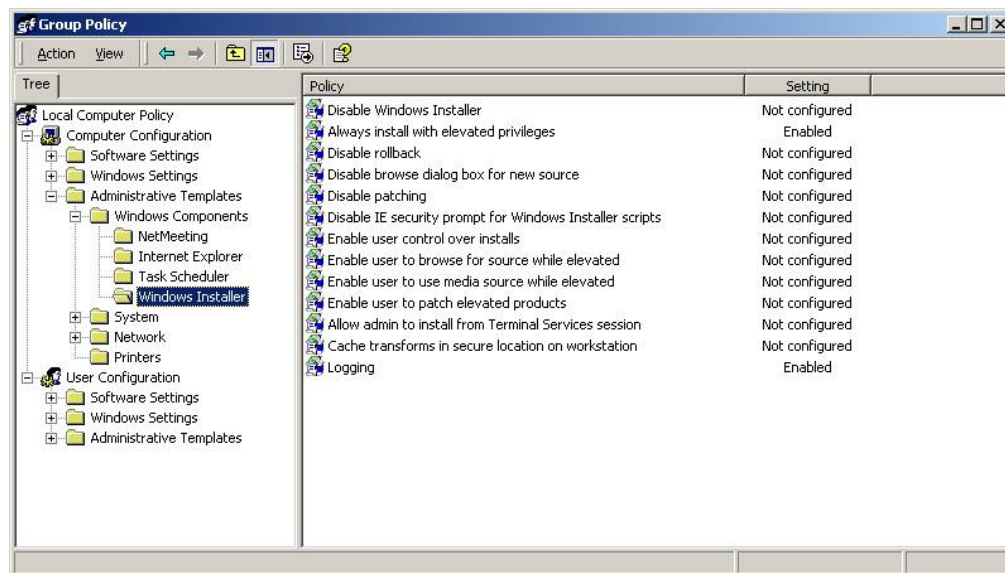 Group Policy
Action View
Tree
Local Computer Policy
Computer Configuration
Software Settings
Windows Settings
Administrative Templates
Windows Components
NetMeeting
Internet Explorer
Task Scheduler
Windows Installer
System
Network
Printers
User Configuration
Software Settings
Windows Settings
Administrative Templates
Policy Setting
Disable Windows Installer Not configured
Always install with elevated privileges Enabled
Disable rollback Not configured
Disable browse dialog box for new source Not configured
Disable patching Not configured
Disable IE security prompt for Windows Installer scripts Not configured
Enable user control over installs Not configured
Enable user to browse for source while elevated Not configured
Enable user to use media source while elevated Not configured
Enable user to patch elevated products Not configured
Allow admin to install from Terminal Services session Not configured
Cache transforms in secure location on workstation Not configured
Logging Enabled